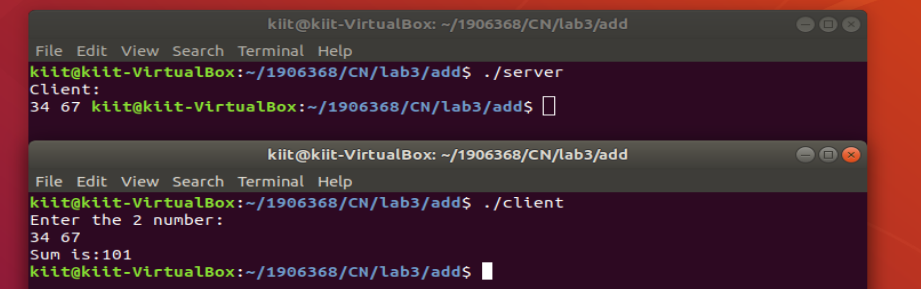 kiit@kiit-VirtualBox: ~/1906368/CN/lab3/add
File Edit View Search Terminal Help
kiit@kiit-VirtualBox:~/1906368/CN/lab3/add$ ./server
Client:
34 67 kiit@kiit-VirtualBox:~/1906368/CN/lab3/add$
kiit@kiit-VirtualBox: ~/1906368/CN/lab3/add
File Edit View Search Terminal Help
kiit@kiit-VirtualBox:~/1906368/CN/lab3/add$ ./client
Enter the 2 number:
34 67
Sum is:101
kiit@kiit-VirtualBox:~/1906368/CN/lab3/add$